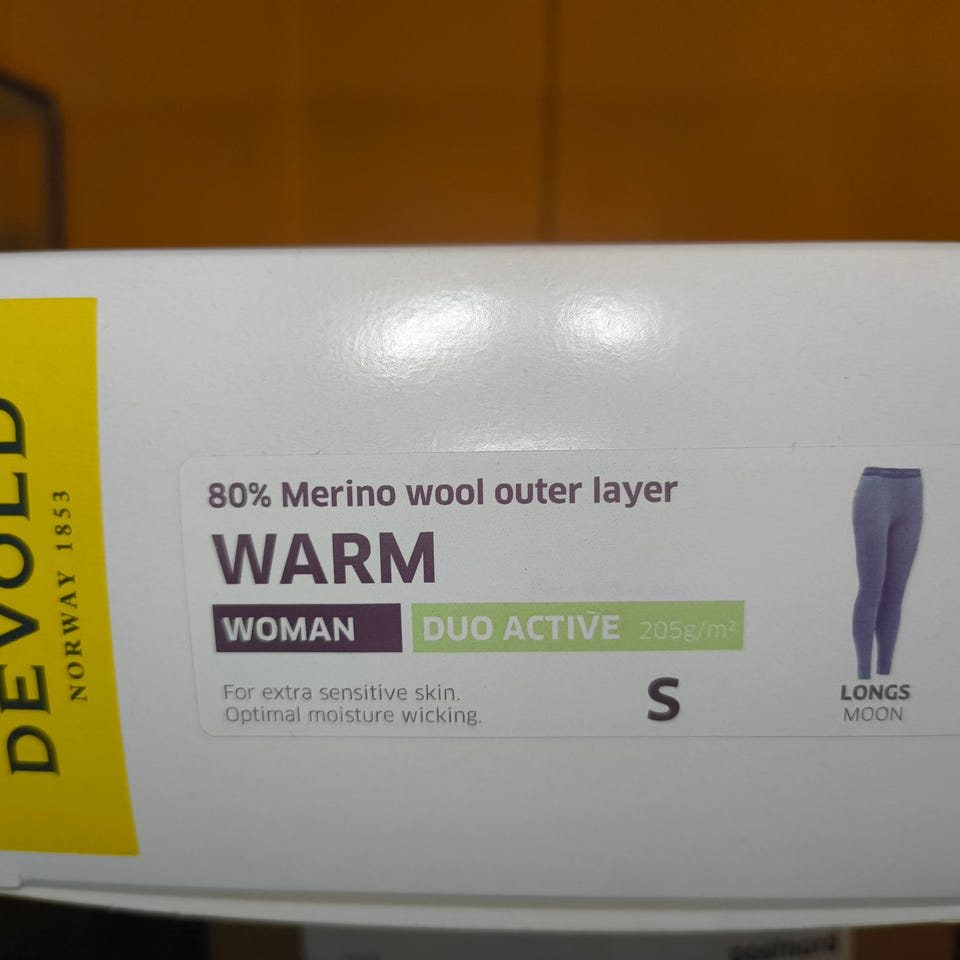 DEVOLD
NORWAY 1853
80% Merino wool outer layer
WARM
WOMAN
DUO ACTIVE 205g/m²
For extra sensitive skin.
Optimal moisture wicking.
S
LONGS
MOON